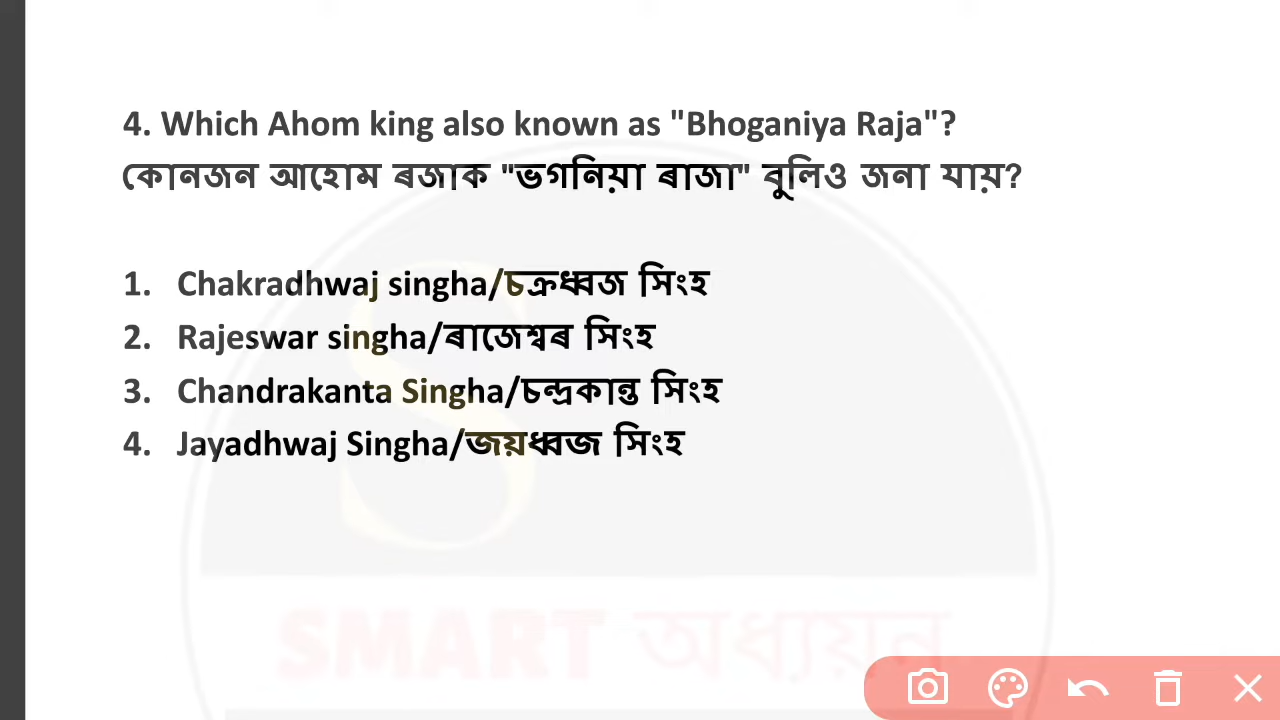 4. Which Ahom king also known as "Bhoganiya Raja"?
কোনজন আহোম ৰজাক "ভগনিয়া ৰাজা" বুলিও জনা যায়?
1. Chakradhwaj singha/চক্ৰধ্বজ সিংহ
2. Rajeswar singha/ৰাজেশ্বৰ সিংহ
3. Chandrakanta Singha/চন্দ্ৰকান্ত সিংহ
4. Jayadhwaj Singha/জয়ধ্বজ সিংহ
SMART অধ্যয়ন